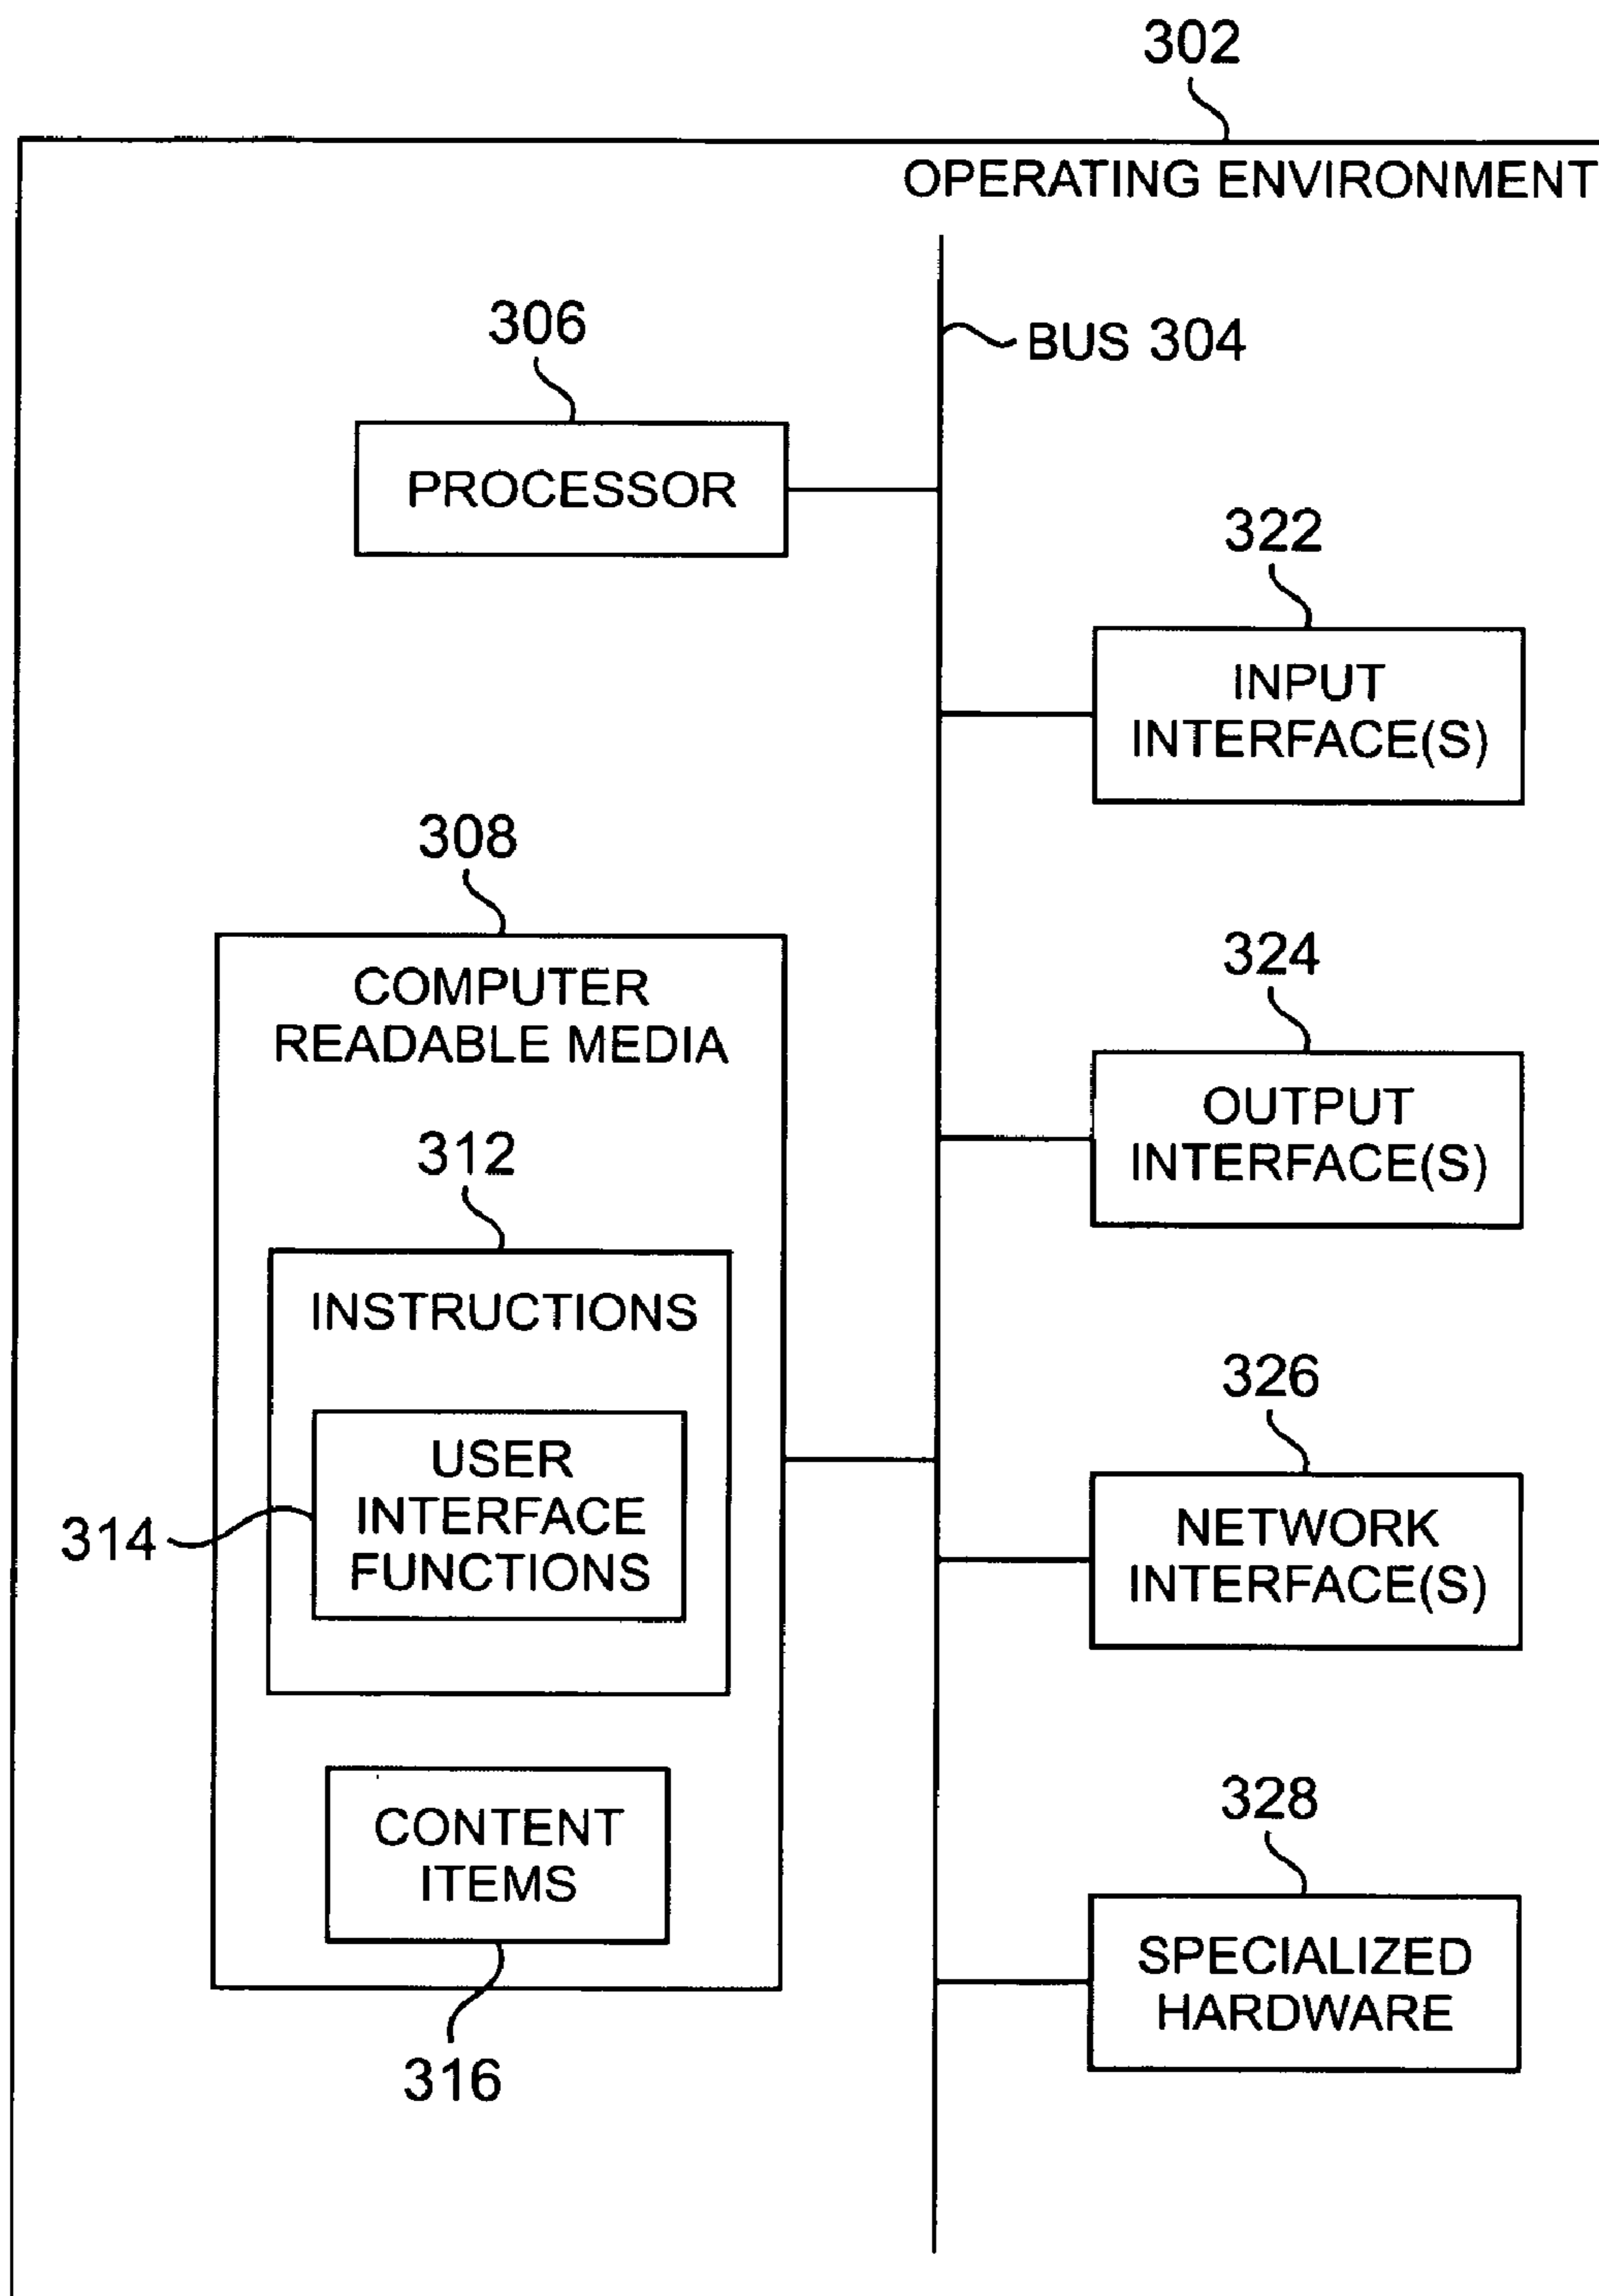 302
OPERATING ENVIRONMENT
306
BUS 304
PROCESSOR
322
INPUT
INTERFACE(S)
308
COMPUTER
READABLE MEDIA
324
OUTPUT
INTERFACE(S)
312
INSTRUCTIONS
326
USER
INTERFACE
FUNCTIONS
314
NETWORK
INTERFACE(S)
CONTENT
ITEMS
316
328
SPECIALIZED
HARDWARE